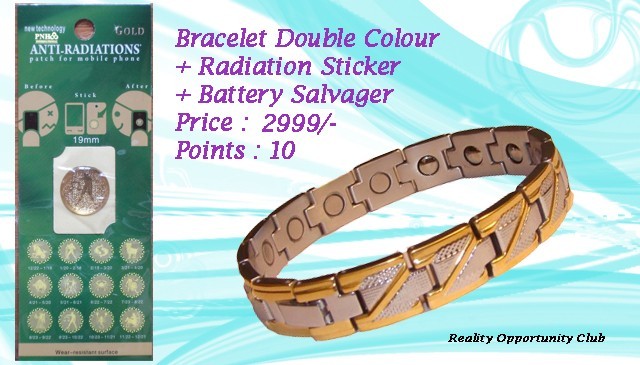 new technology
GOLD
PNBS
ANTI-RADIATIONS
patch for mobile phone
Before
After
Stick
19mm
Wear-resistant surface
Bracelet Double Colour
+ Radiation Sticker
+ Battery Salvager
Price : 2999/-
Points : 10
Reality Opportunity Club